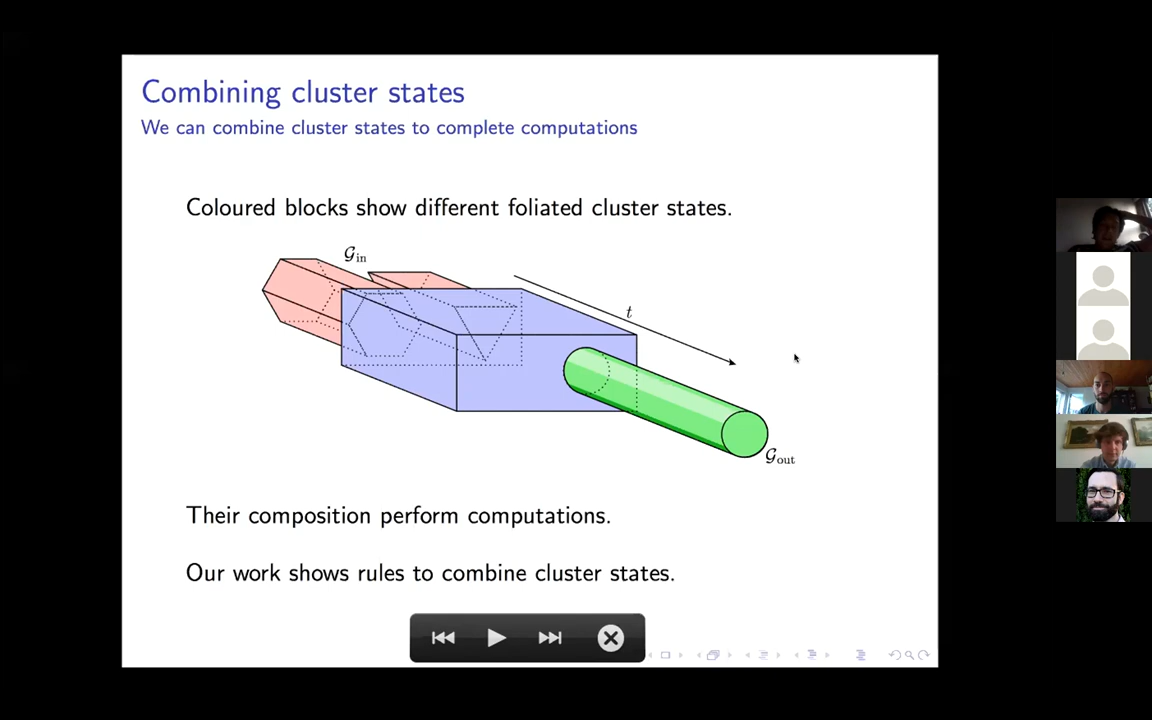 Combining cluster states
We can combine cluster states to complete computations
Coloured blocks show different foliated cluster states.
𝒢in
t
𝒢out
Their composition perform computations.
Our work shows rules to combine cluster states.